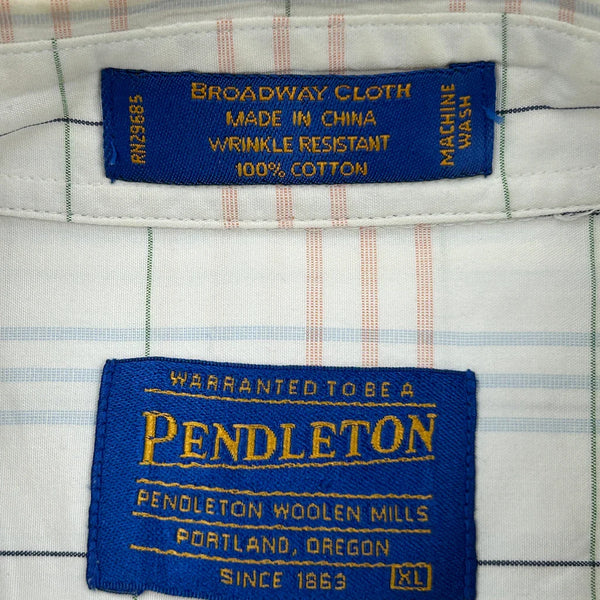 RN29685
BROADWAY CLOTH
MADE IN CHINA
WRINKLE RESISTANT
100% COTTON
MACHINE
WASH
WARRANTED TO BE A
PENDLETON
PENDLETON WOOLEN MILLS
PORTLAND, OREGON
SINCE 1863
XL